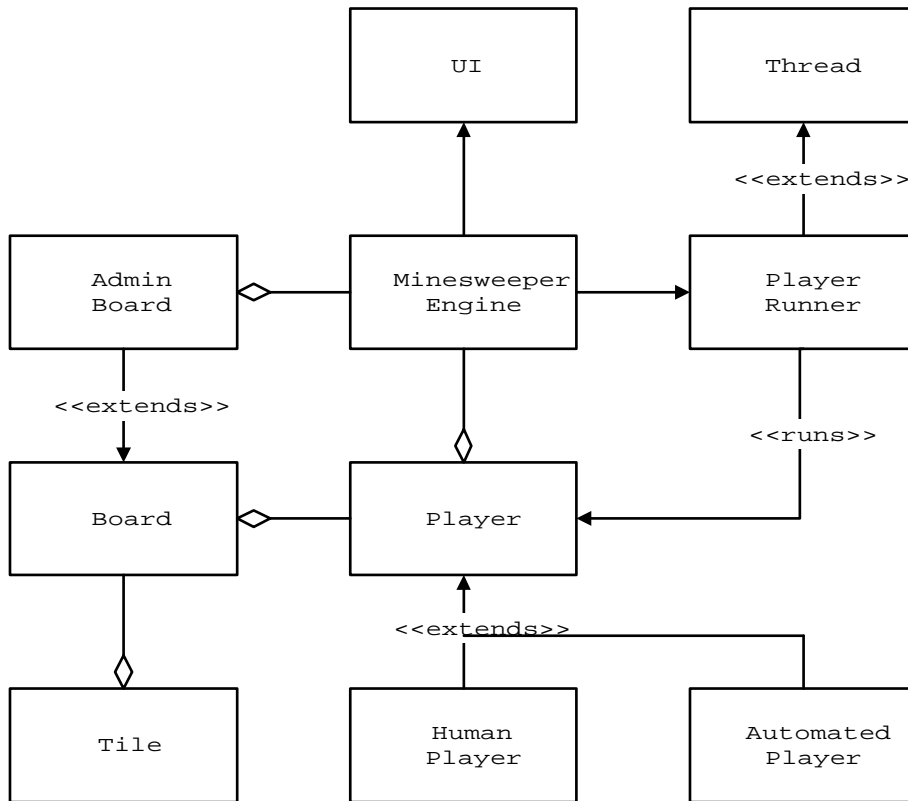 UI
Thread
<<extends>>
Admin
Board
Minesweeper
Engine
Player
Runner
<<extends>>
<<runs>>
Board
Player
<<extends>>
Tile
Human
Player
Automated
Player